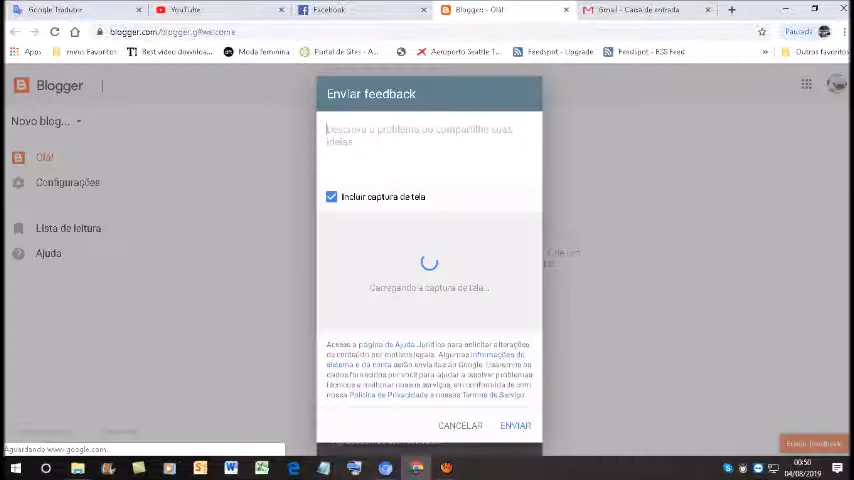 Google Tradutor
YouTube
Facebook
Blogger: - Olá!
Gmail - Caixa de entrada
blogger.com/blogger.g#welcome
Pausada
Apps
meus Favoritos
Best video downloa...
Moda feminina
Portal de Sites - A...
Aeroporto Seattle T...
Feedspot - Upgrade
Feedspot - RSS Feed
»
Outros favoritos
Blogger
Novo blog...
Olá!
Configurações
Lista de leitura
Ajuda
Enviar feedback
Descreva o problema ou compartilhe suas
ideias
Incluir captura de tela
Carregando a captura de tela...
Acesse a página de Ajuda Jurídica para solicitar alterações
de conteúdo por motivos legais. Algumas informações do
sistema e da conta serão enviadas ao Google. Usaremos os
dados fornecidos por você para ajudar a resolver problemas
técnicos e melhorar nossos serviços, em conformidade com
nossa Política de Privacidade e nossos Termos de Serviço.
CANCELAR
ENVIAR
Enviar feedback
Aguardando www.google.com...
00:50
04/08/2019